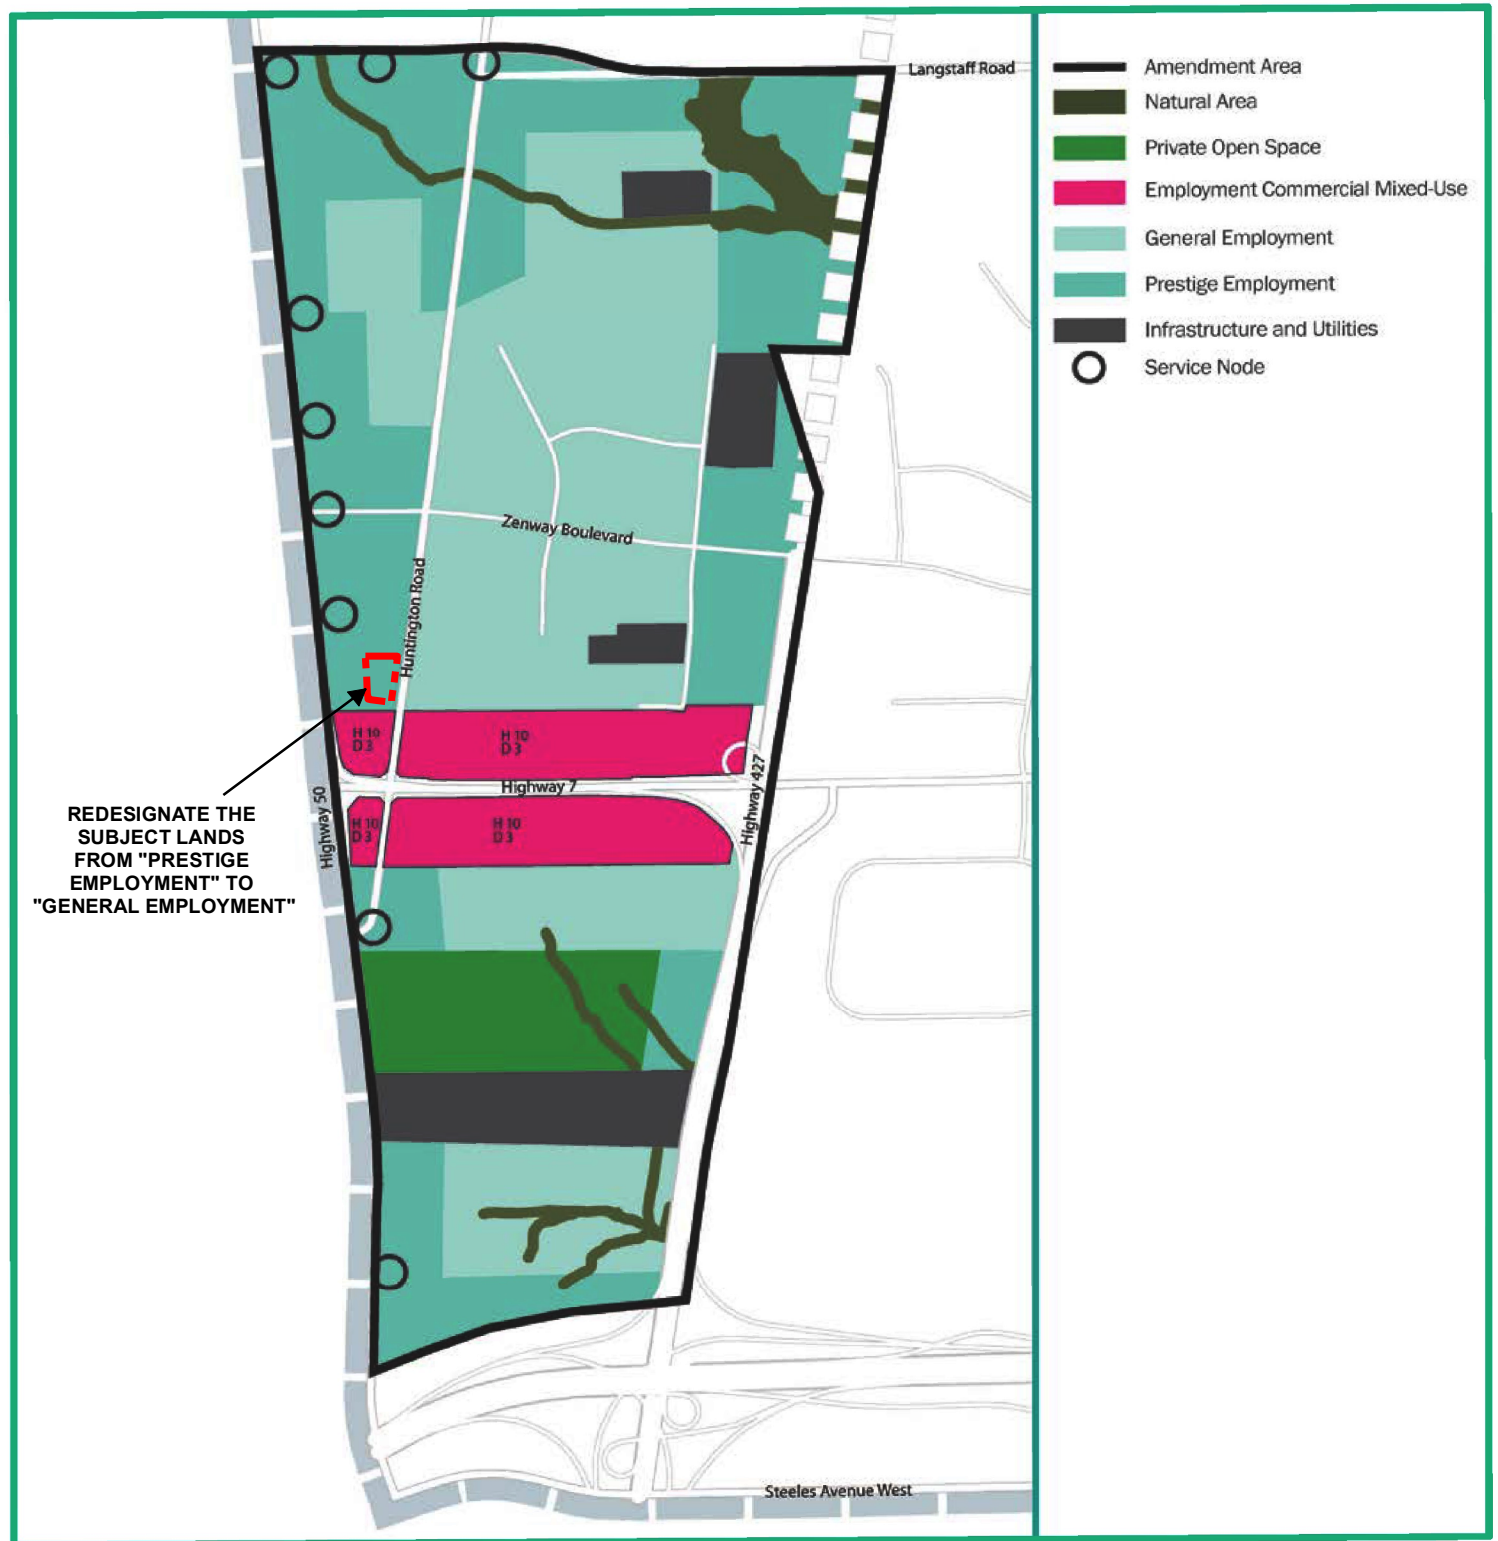 Langstaff Road
Amendment Area
Natural Area
Private Open Space
Employment Commercial Mixed-Use
General Employment
Prestige Employment
Infrastructure and Utilities
Service Node
Zenway Boulevard
Huntington Road
H 10
D 3
H 10
D 3
Highway 7
Highway 427
Highway 50
H 10
D 3
H 10
D 3
REDESIGNATE THE
SUBJECT LANDS
FROM "PRESTIGE
EMPLOYMENT" TO
"GENERAL EMPLOYMENT"
Steeles Avenue West